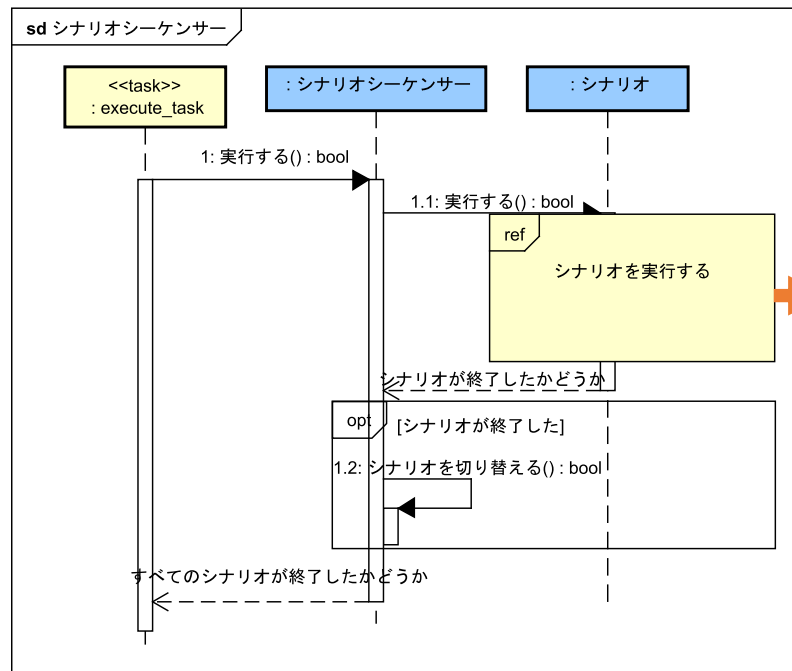 sd シナリオシーケンサー
<<task>>
: execute_task
: シナリオシーケンサー
: シナリオ
1: 実行する() : bool
1.1: 実行する() : bool
ref
シナリオを実行する
シナリオが終了したかどうか
opt
[シナリオが終了した]
1.2: シナリオを切り替える() : bool
すべてのシナリオが終了したかどうか